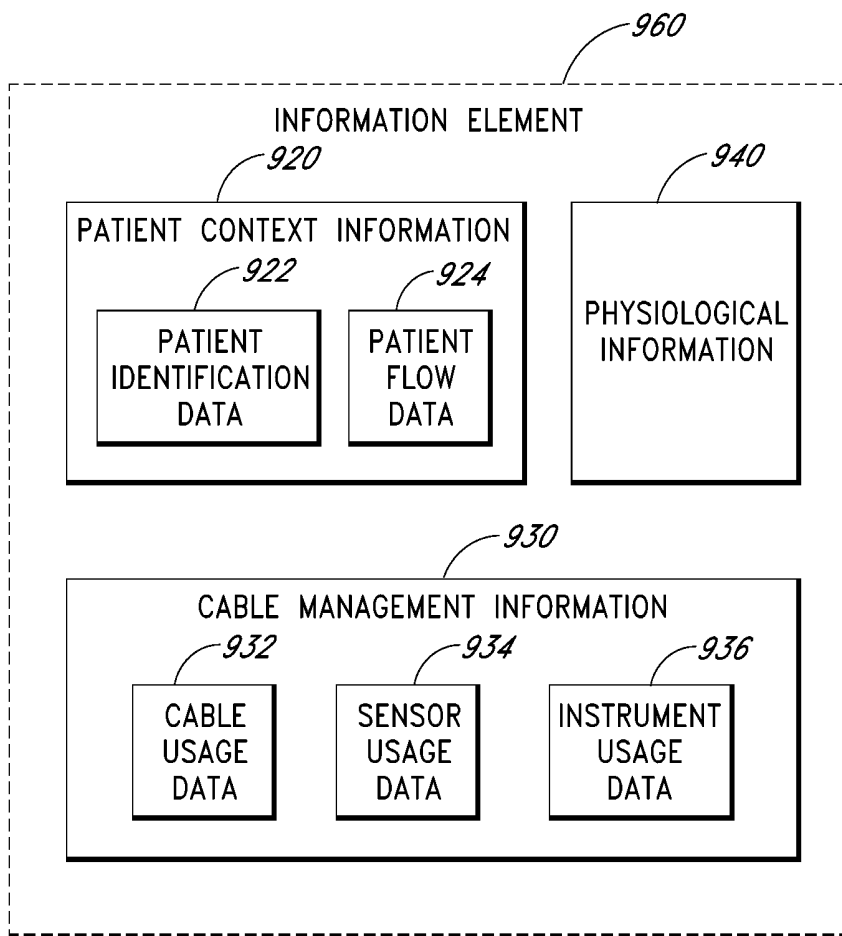 960
INFORMATION ELEMENT
920
940
PATIENT CONTEXT INFORMATION
922
924
PATIENT
IDENTIFICATION
DATA
PATIENT
FLOW
DATA
PHYSIOLOGICAL
INFORMATION
930
CABLE MANAGEMENT INFORMATION
932
934
936
CABLE
USAGE
DATA
SENSOR
USAGE
DATA
INSTRUMENT
USAGE
DATA